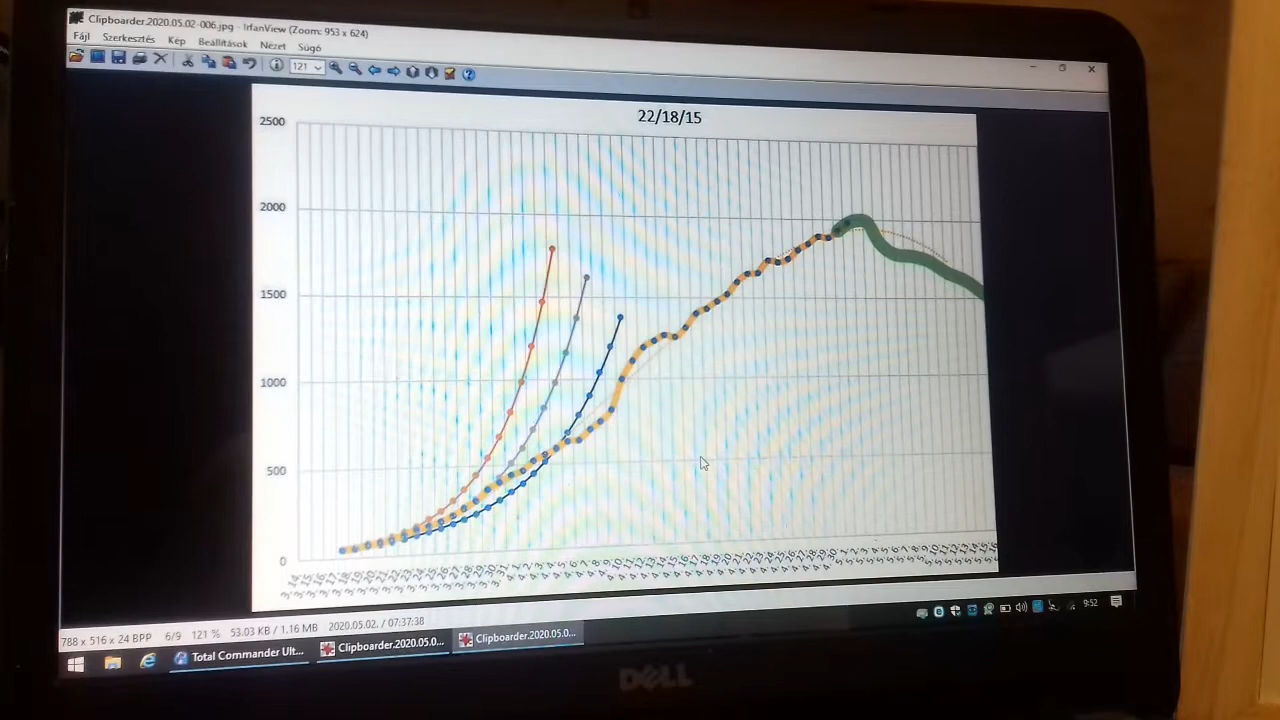 Clipboarder.2020.05.02-006.jpg - IrfanView (Zoom: 953 x 624)
Fájl Szerkesztés Kép Beállítások Nézet Súgó
121
22/18/15
2500
2000
1500
1000
500
0
788 x 516 x 24 BPP 6/9 121 % 53.03 KB / 1.16 MB 2020.05.02. / 07:37:38
Total Commander Ult... Clipboarder.2020.05.0... Clipboarder.2020.05.0... 9:52
DELL